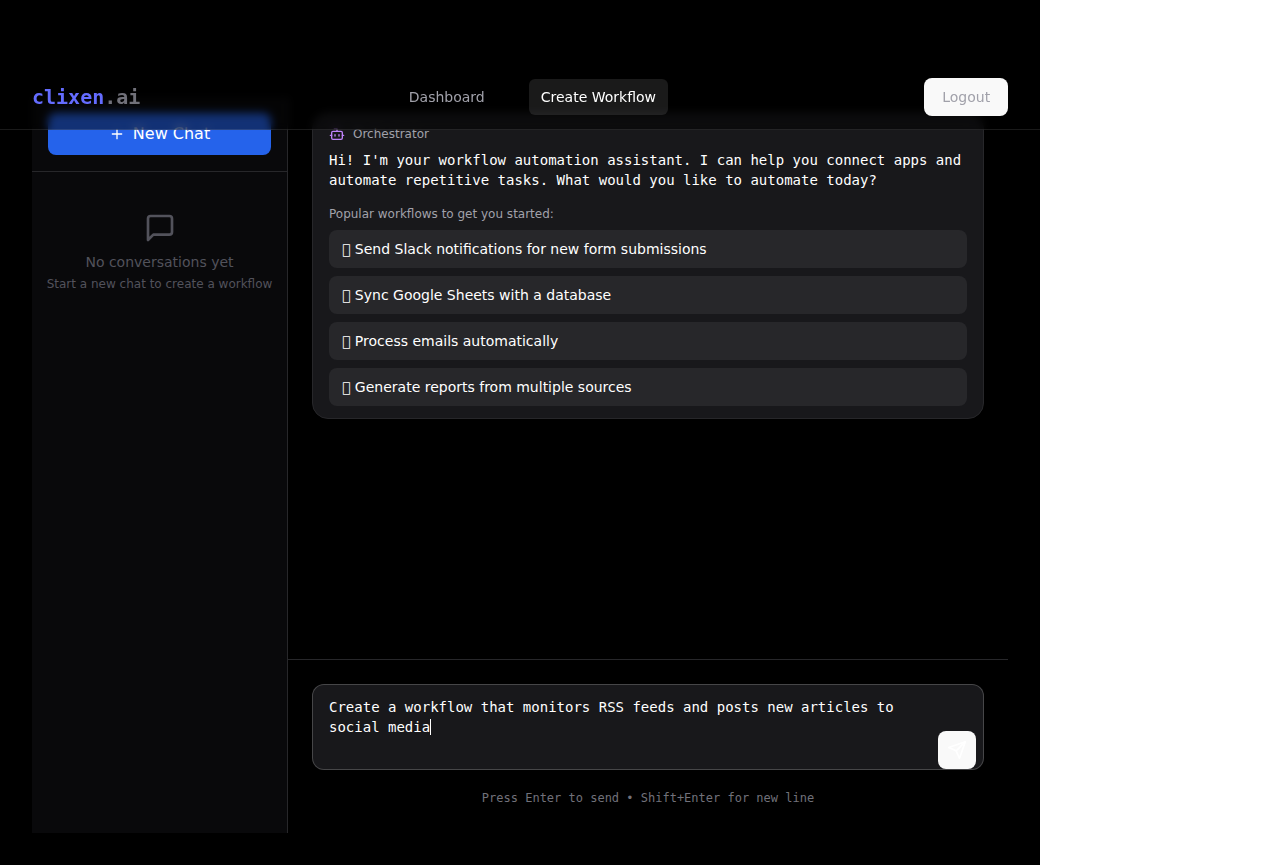 clixen.ai
Dashboard
Create Workflow
Logout
+ New Chat
No conversations yet
Start a new chat to create a workflow
Orchestrator
Hi! I'm your workflow automation assistant. I can help you connect apps and
automate repetitive tasks. What would you like to automate today?
Popular workflows to get you started:
Send Slack notifications for new form submissions
Sync Google Sheets with a database
Process emails automatically
Generate reports from multiple sources
Create a workflow that monitors RSS feeds and posts new articles to
social media
Press Enter to send • Shift+Enter for new line